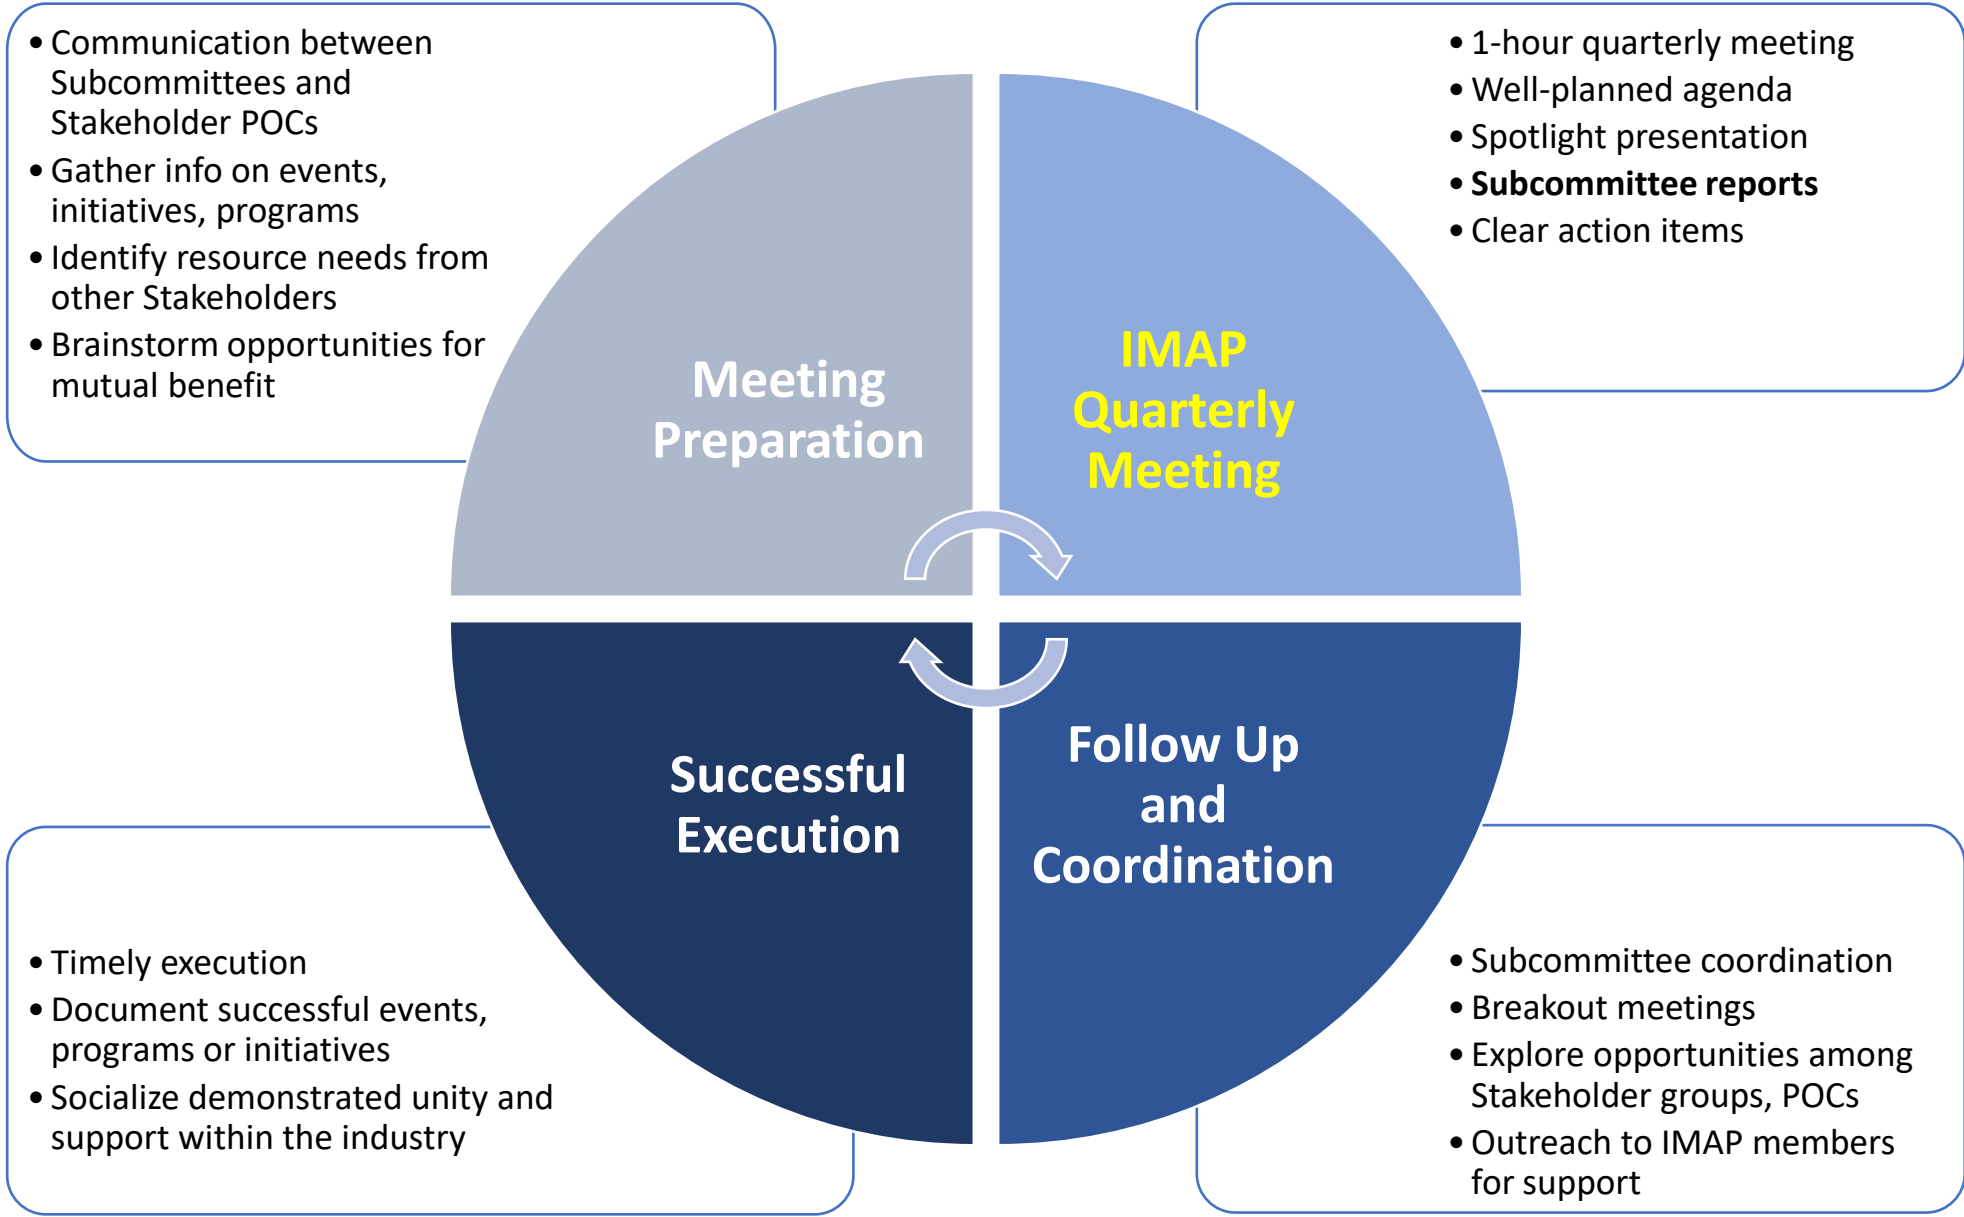 • Communication between
Subcommittees and
Stakeholder POCs
• Gather info on events,
initiatives, programs
• Identify resource needs from
other Stakeholders
• Brainstorm opportunities for
mutual benefit
• 1-hour quarterly meeting
• Well-planned agenda
• Spotlight presentation
• Subcommittee reports
• Clear action items
Meeting
Preparation
IMAP
Quarterly
Meeting
Successful
Execution
Follow Up
and
Coordination
• Timely execution
• Document successful events,
programs or initiatives
• Socialize demonstrated unity and
support within the industry
• Subcommittee coordination
• Breakout meetings
• Explore opportunities among
Stakeholder groups, POCs
• Outreach to IMAP members
for support